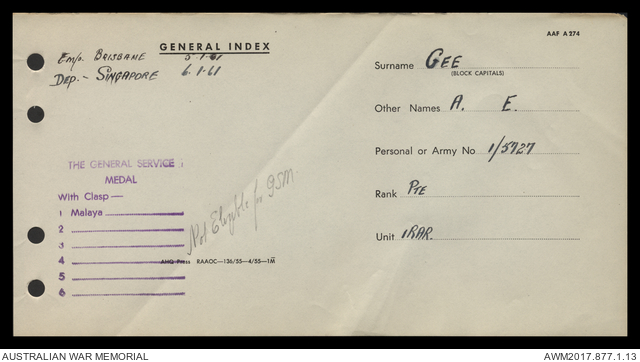 AAF A 274
GENERAL INDEX
Emp. BRISBANE 5.1.61
Dep:- SINGAPORE 6.1.61
Surname GEE
(BLOCK CAPITALS)
Other Names A. E.
Personal or Army No 1/5727
Rank PTE
Unit 1RAR.
THE GENERAL SERVICE
MEDAL
With Clasp—
1 Malaya
2
3
4
5
6
Not Eligible for GSM.
AHQ Press RAAOC—136/55—4/55—1M
AUSTRALIAN WAR MEMORIAL
AWM2017.877.1.13